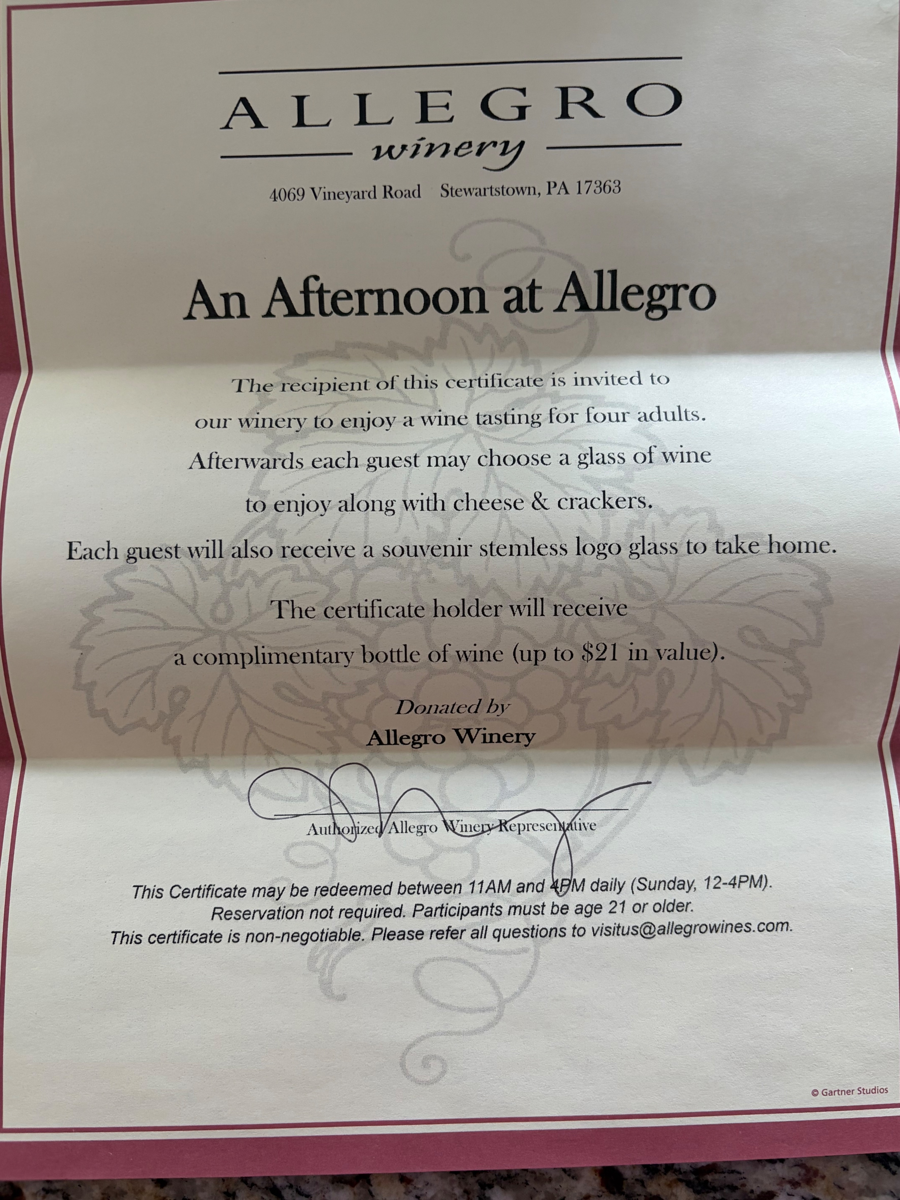 ALLEGRO
winery
4069 Vineyard Road Stewartstown, PA 17363
An Afternoon at Allegro
The recipient of this certificate is invited to
our winery to enjoy a wine tasting for four adults.
Afterwards each guest may choose a glass of wine
to enjoy along with cheese & crackers.
Each guest will also receive a souvenir stemless logo glass to take home.
The certificate holder will receive
a complimentary bottle of wine (up to $21 in value).
Donated by
Allegro Winery
Authorized Allegro Winery Representative
This Certificate may be redeemed between 11AM and 4PM daily (Sunday, 12-4PM).
Reservation not required. Participants must be age 21 or older.
This certificate is non-negotiable. Please refer all questions to visitus@allegrowines.com.
© Gartner Studios